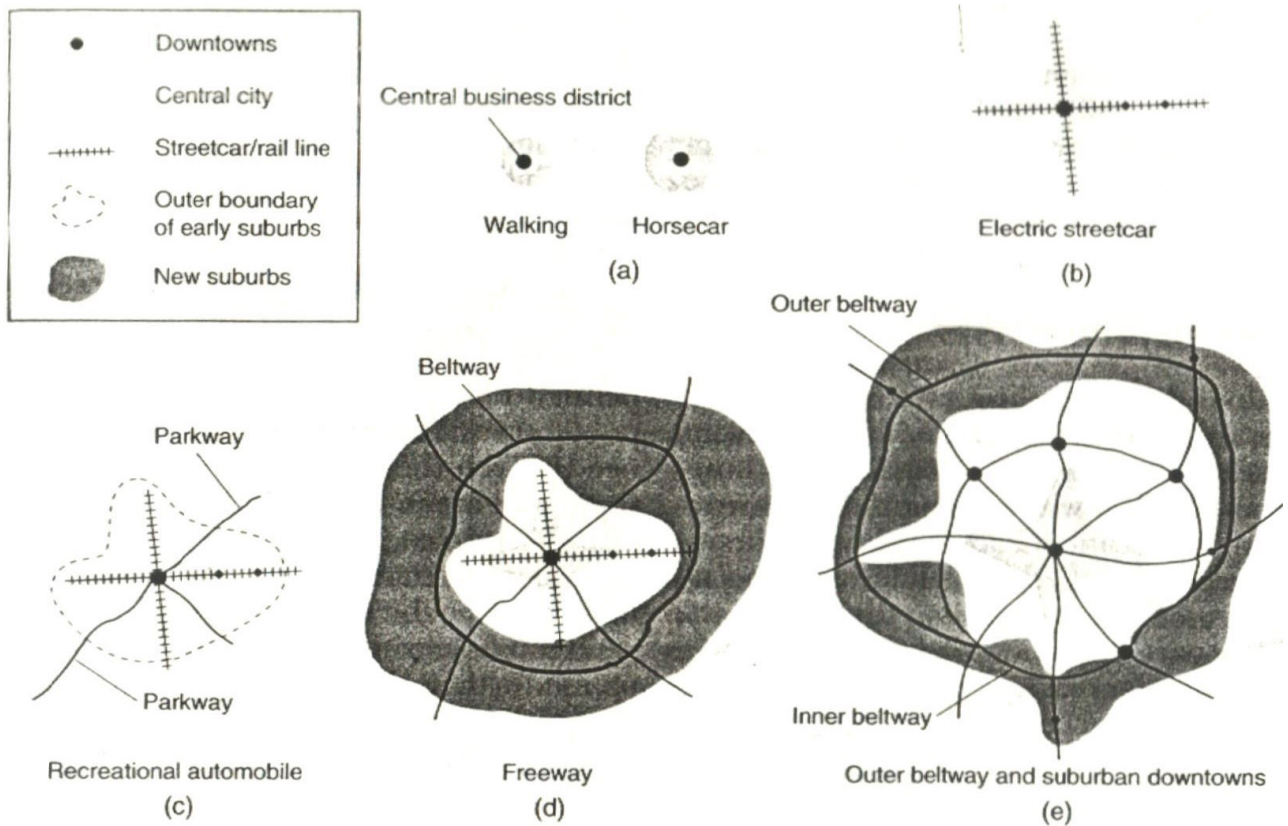 Downtowns
Central city
Streetcar/rail line
Outer boundary
of early suburbs
New suburbs
Central business district
Walking
Horsecar
(a)
Electric streetcar
(b)
Parkway
Parkway
Recreational automobile
(c)
Beltway
Freeway
(d)
Outer beltway
Inner beltway
Outer beltway and suburban downtowns
(e)